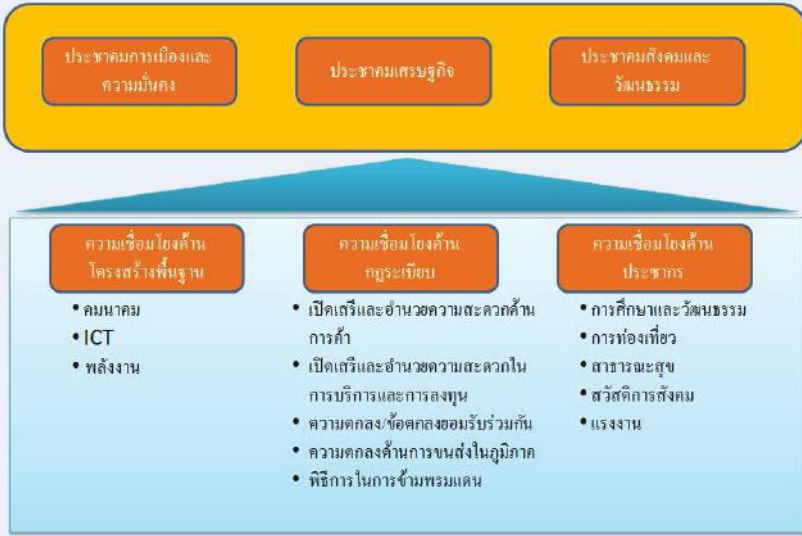 ประชาคมการเมืองและ
ความมั่นคง
ประชาคมเศรษฐกิจ
ประชาคมสังคมและ
วัฒนธรรม
ความเชื่อมโยงด้าน
โครงสร้างพื้นฐาน
• คมนาคม
• ICT
• พลังงาน
ความเชื่อมโยงด้าน
กฎระเบียบ
• เปิดเสรีและอำนวยความสะดวกด้าน
การค้า
• เปิดเสรีและอำนวยความสะดวกใน
การบริการและการลงทุน
• ความตกลง/ข้อตกลงยอมรับร่วมกัน
• ความตกลงด้านการขนส่งในภูมิภาค
• พิธีการในการข้ามพรมแดน
ความเชื่อมโยงด้าน
ประชากร
• การศึกษาและวัฒนธรรม
• การท่องเที่ยว
• สาธารณะสุข
• สวัสดิการสังคม
• แรงงาน